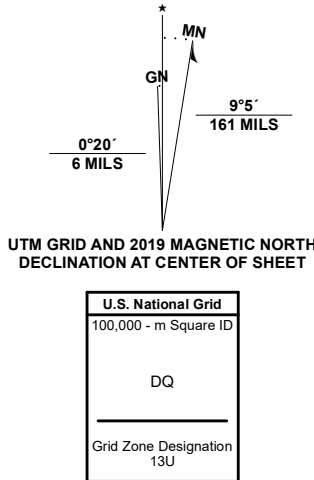 ★
MN
GN
9°5´
161 MILS
0°20´
6 MILS
UTM GRID AND 2019 MAGNETIC NORTH
DECLINATION AT CENTER OF SHEET
U.S. National Grid
100,000 - m Square ID
DQ
Grid Zone Designation
13U